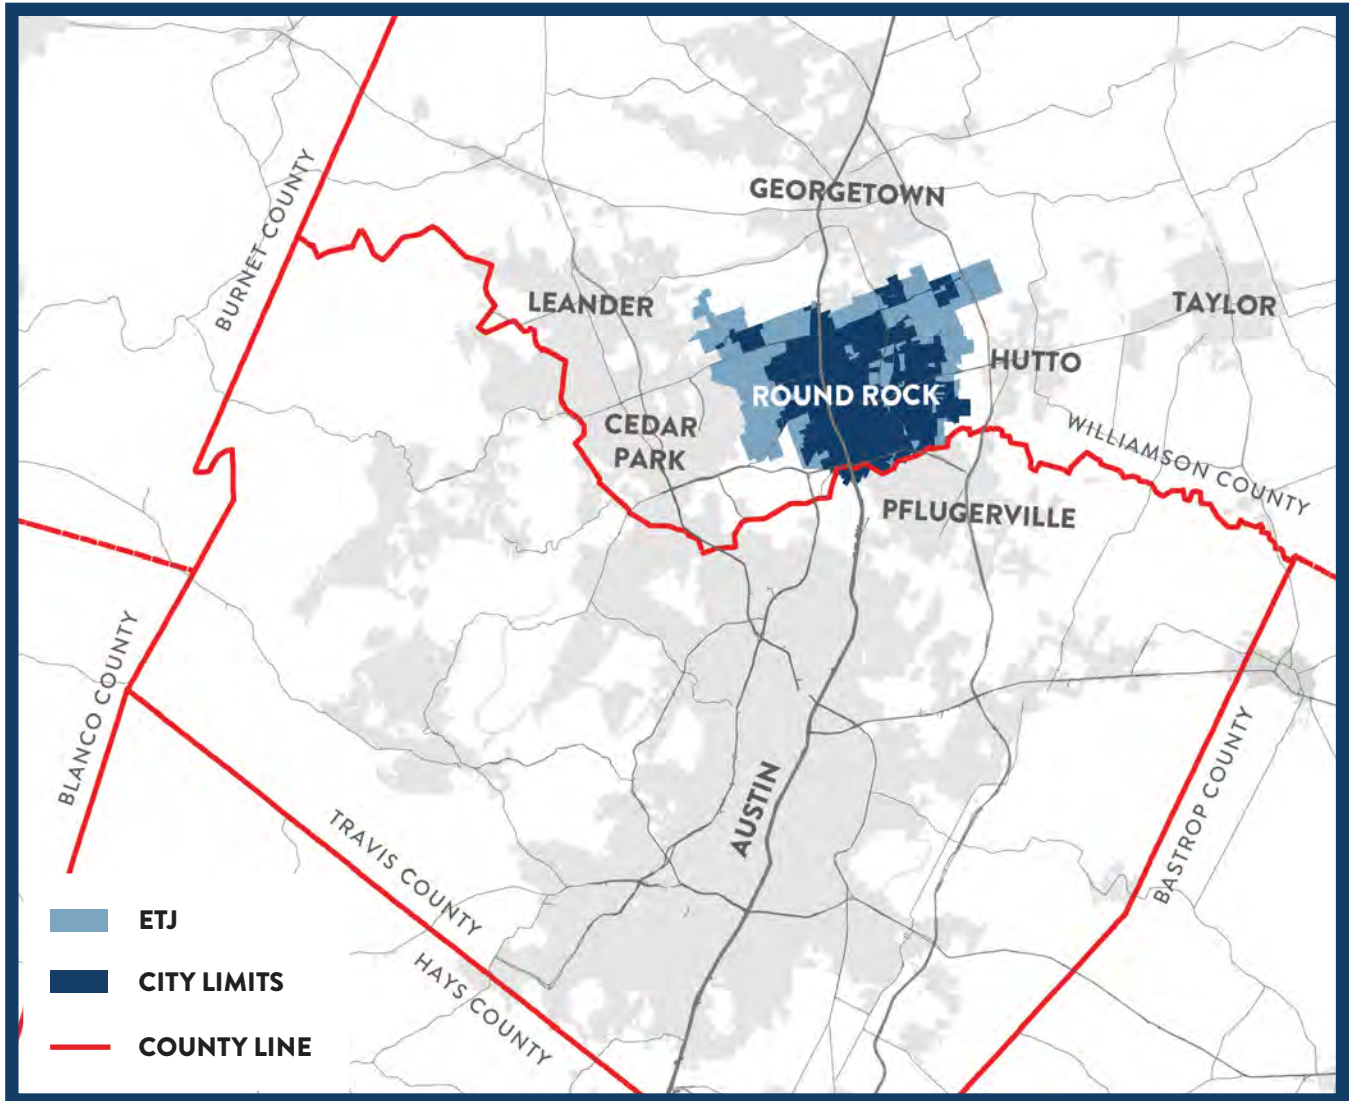 GEORGETOWN
BURNET COUNTY
LEANDER
TAYLOR
HUTTO
ROUND ROCK
CEDAR
PARK
WILLIAMSON COUNTY
PFLUGERVILLE
BLANCO COUNTY
AUSTIN
BASTROP COUNTY
TRAVIS COUNTY
HAYS COUNTY
ETJ
CITY LIMITS
COUNTY LINE